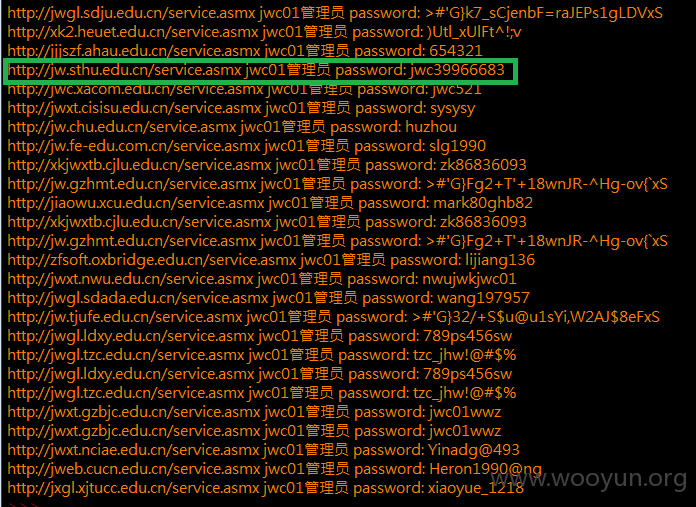 http://jwgl.sdju.edu.cn/service.asmx jwc01管理员 password: >#'G}k7_sCjenbF=raJEPs1gLDVxS
http://xk2.heuet.edu.cn/service.asmx jwc01管理员 password: )Utl_xUlFt^!;v
http://jjjszf.ahau.edu.cn/service.asmx jwc01管理员 password: 654321
http://jw.sthu.edu.cn/service.asmx jwc01管理员 password: jwc39966683
http://jwc.xacom.edu.cn/service.asmx jwc01管理员 password: jwc521
http://jwxt.cisisu.edu.cn/service.asmx jwc01管理员 password: sysysy
http://jw.chu.edu.cn/service.asmx jwc01管理员 password: huzhou
http://jw.fe-edu.com.cn/service.asmx jwc01管理员 password: slg1990
http://xkjwxtb.cjlu.edu.cn/service.asmx jwc01管理员 password: zk86836093
http://jw.gzhmt.edu.cn/service.asmx jwc01管理员 password: >#'G}Fg2+T'+18wnJR-^Hg-ov{`xS
http://jiaowu.xcu.edu.cn/service.asmx jwc01管理员 password: mark80ghb82
http://xkjwxtb.cjlu.edu.cn/service.asmx jwc01管理员 password: zk86836093
http://jw.gzhmt.edu.cn/service.asmx jwc01管理员 password: >#'G}Fg2+T'+18wnJR-^Hg-ov{`xS
http://zfsoft.oxbridge.edu.cn/service.asmx jwc01管理员 password: lijiang136
http://jwxt.nwu.edu.cn/service.asmx jwc01管理员 password: nwujwkjwc01
http://jwgl.sdada.edu.cn/service.asmx jwc01管理员 password: wang197957
http://jw.tjufe.edu.cn/service.asmx jwc01管理员 password: >#'G}32/+S$u@u1sYi,W2AJ$8eFxS
http://jwgl.ldxy.edu.cn/service.asmx jwc01管理员 password: 789ps456sw
http://jwgl.tzc.edu.cn/service.asmx jwc01管理员 password: tzc_jhw!@#$%
http://jwgl.ldxy.edu.cn/service.asmx jwc01管理员 password: 789ps456sw
http://jwgl.tzc.edu.cn/service.asmx jwc01管理员 password: tzc_jhw!@#$%
http://jwxt.gzbjc.edu.cn/service.asmx jwc01管理员 password: jwc01wwz
http://jwxt.gzbjc.edu.cn/service.asmx jwc01管理员 password: jwc01wwz
http://jwxt.nciae.edu.cn/service.asmx jwc01管理员 password: Yinadg@493
http://jweb.cucn.edu.cn/service.asmx jwc01管理员 password: Heron1990@nq
http://jxgl.xjtucc.edu.cn/service.asmx jwc01管理员 password: xiaoyue_1218
www.wooyun.org
>>>